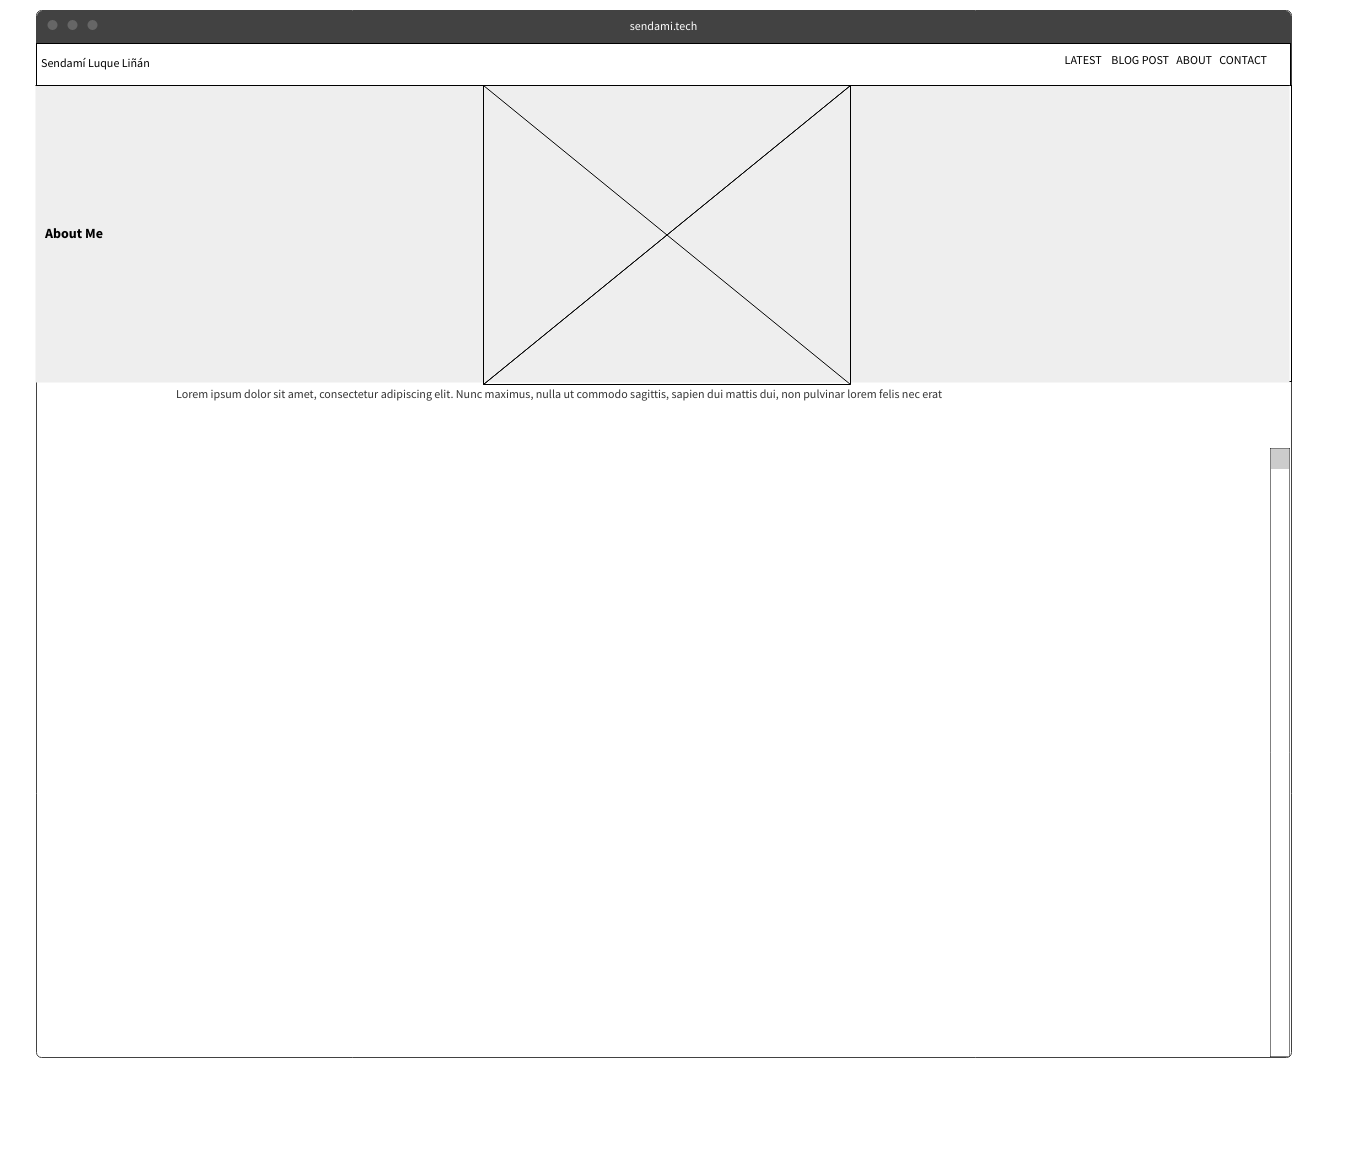 sendami.tech
Sendamí Luque Liñán
LATEST BLOG POST ABOUT CONTACT
About Me
Lorem ipsum dolor sit amet, consectetur adipiscing elit. Nunc maximus, nulla ut commodo sagittis, sapien dui mattis dui, non pulvinar lorem felis nec erat